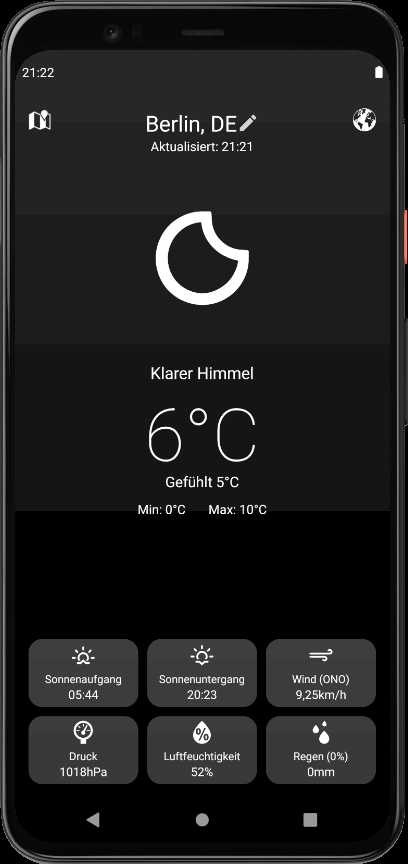 21:22
Berlin, DE
Aktualisiert: 21:21
Klarer Himmel
6°C
Gefühlt 5°C
Min: 0°C Max: 10°C
Sonnenaufgang
05:44
Sonnenuntergang
20:23
Wind (ONO)
9,25km/h
Druck
1018hPa
%
Luftfeuchtigkeit
52%
Regen (0%)
0mm